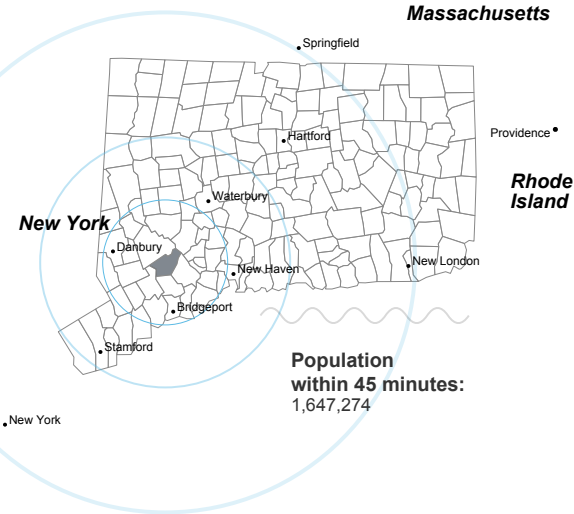 Massachusetts
Springfield
Hartford
Providence
Rhode
Island
Waterbury
New York
Danbury
New Haven
New London
Bridgeport
Stamford
Population
within 45 minutes:
1,647,274
New York